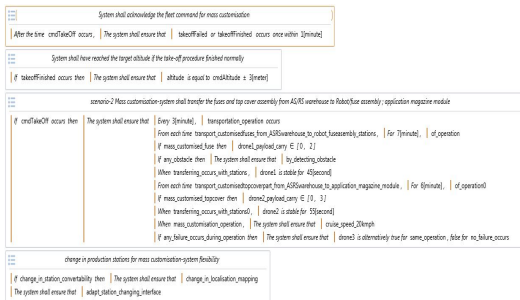 System shall acknowledge the fleet command for mass customisation
After the time cmdTakeOff occurs, The system shall ensure that takeoffFailed or takeoffFinished occurs once within 1[minute]
System shall have reached the target altitude if the take-off procedure finished normally
If takeoffFinished occurs then The system shall ensure that altitude is equal to cmdAltitude ± 3[meter]
scenario-2 Mass customisation-system shall transfer the fuses and top cover assembly from AS/RS warehouse to Robot/fuse assembly ; application magazine module
If cmdTakeOff occurs then The system shall ensure that Every 3[minute], transportation_operation occurs
From each time transport_customisedfuses_from_ASRSwarehouse_to_robot_fuseassembly_stations, For 7[minute], of_operation
If mass_customised_fuse then drone1_payload_carry ∈ [0, 2]
If any_obstacle then The system shall ensure that by_detecting_obstacle
When transferring_occurs_with_stations, drone1 is stable for 45[second]
From each time transport_customisedtopcoverpart_from_ASRSwarehouse_to_application_magazine_module, For 6[minute], of_operation0
If mass_customised_topcover then drone2_payload_carry ∈ [0, 3]
When transferring_occurs_with_stations0, drone2 is stable for 55[second]
When mass_customisation_operation, The system shall ensure that cruise_speed_20kmph
If any_failure_occurs_during_operation then The system shall ensure that drone3 is alternatively true for same_operation, false for no_failure_occurs
change in production stations for mass customisation-system flexibility
If change_in_station_convertability then The system shall ensure that change_in_localisation_mapping
The system shall ensure that adapt_station_changing_interface